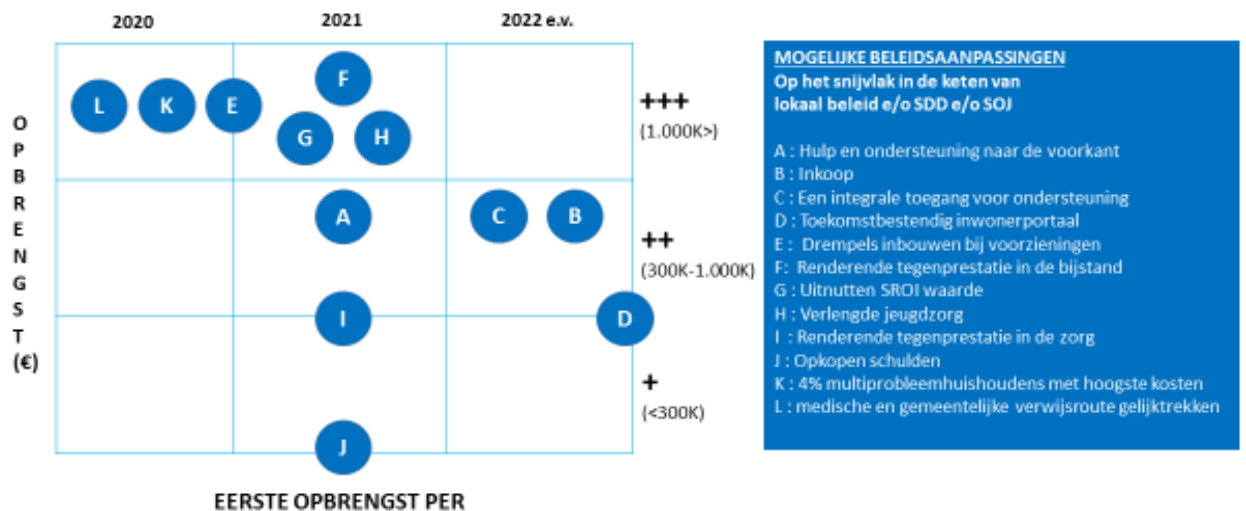 2020 2021 2022 e.v.
OPBRENGST (€)
L K E F
G H
+++
(1.000K>)
A C B
++
(300K-1.000K)
I D
+
(<300K)
J
EERSTE OPBRENGST PER
MOGELIJKE BELEIDSAANPASSINGEN
Op het snijvlak in de keten van
lokaal beleid e/o SDD e/o SOJ
A : Hulp en ondersteuning naar de voorkant
B : Inkoop
C : Een integrale toegang voor ondersteuning
D : Toekomstbestendig inwonerportaal
E : Drempels inbouwen bij voorzieningen
F: Renderende tegenprestatie in de bijstand
G : Uitnutten SROI waarde
H : Verlengde jeugdzorg
I : Renderende tegenprestatie in de zorg
J : Opkopen schulden
K : 4% multiprobleemhuishoudens met hoogste kosten
L : medische en gemeentelijke verwijsroute gelijktrekken